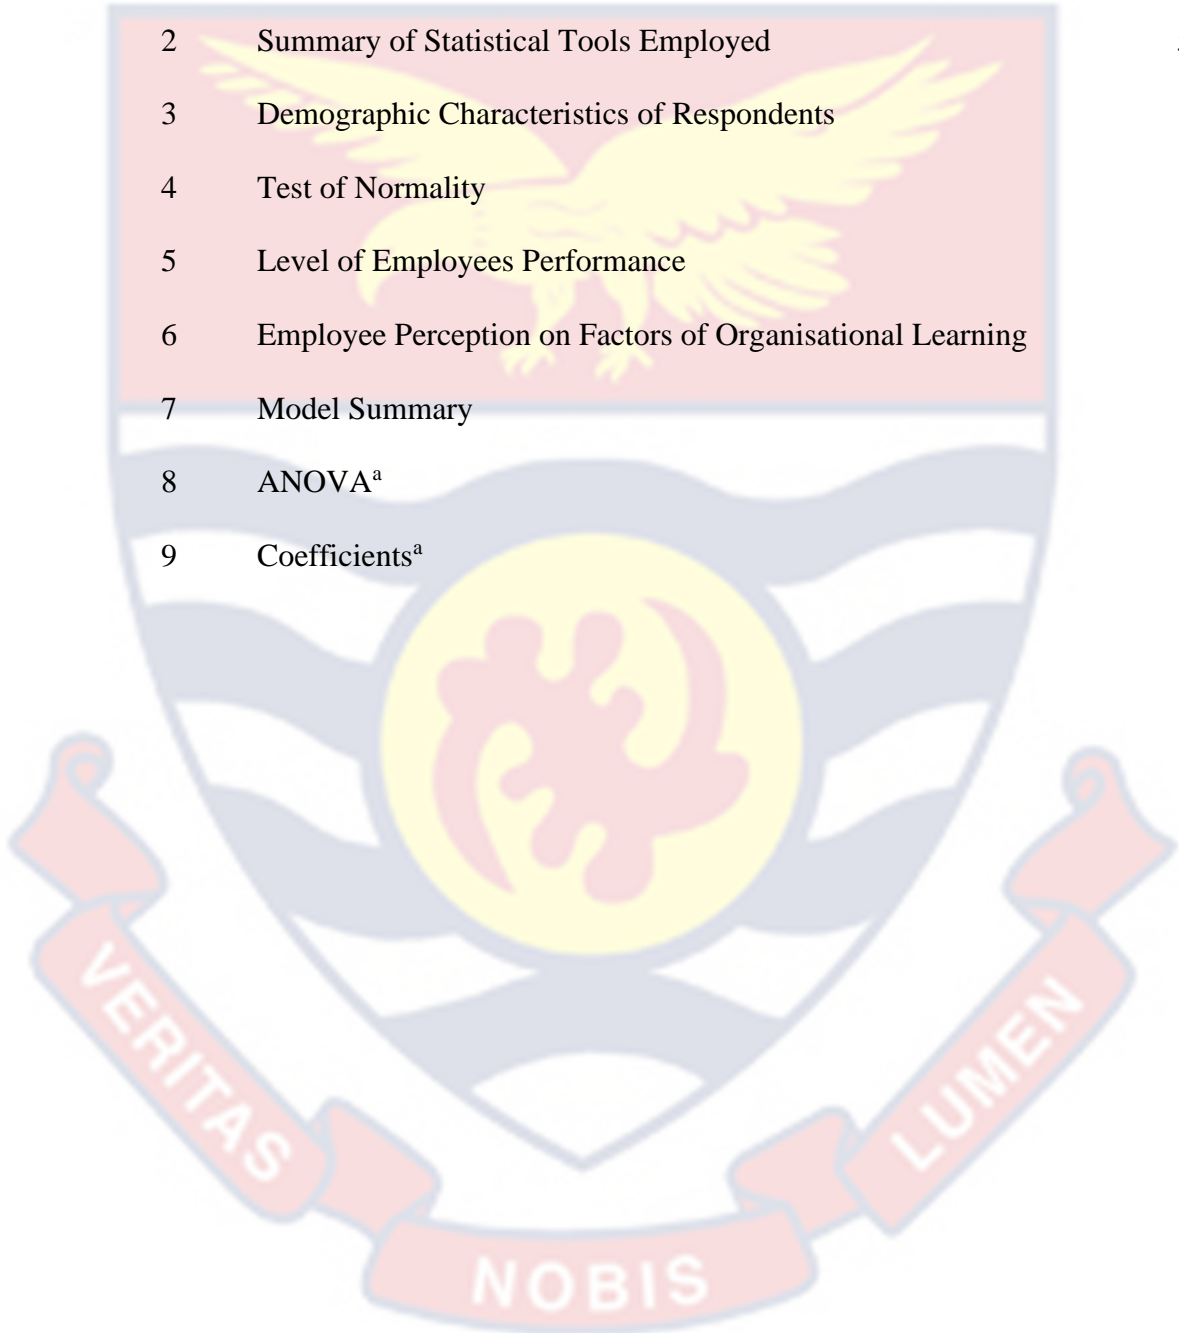 2 Summary of Statistical Tools Employed
3 Demographic Characteristics of Respondents
4 Test of Normality
5 Level of Employees Performance
6 Employee Perception on Factors of Organisational Learning
7 Model Summary
8 ANOVAᵃ
9 Coefficientsᵃ
VERITAS
NOBIS
LUMEN